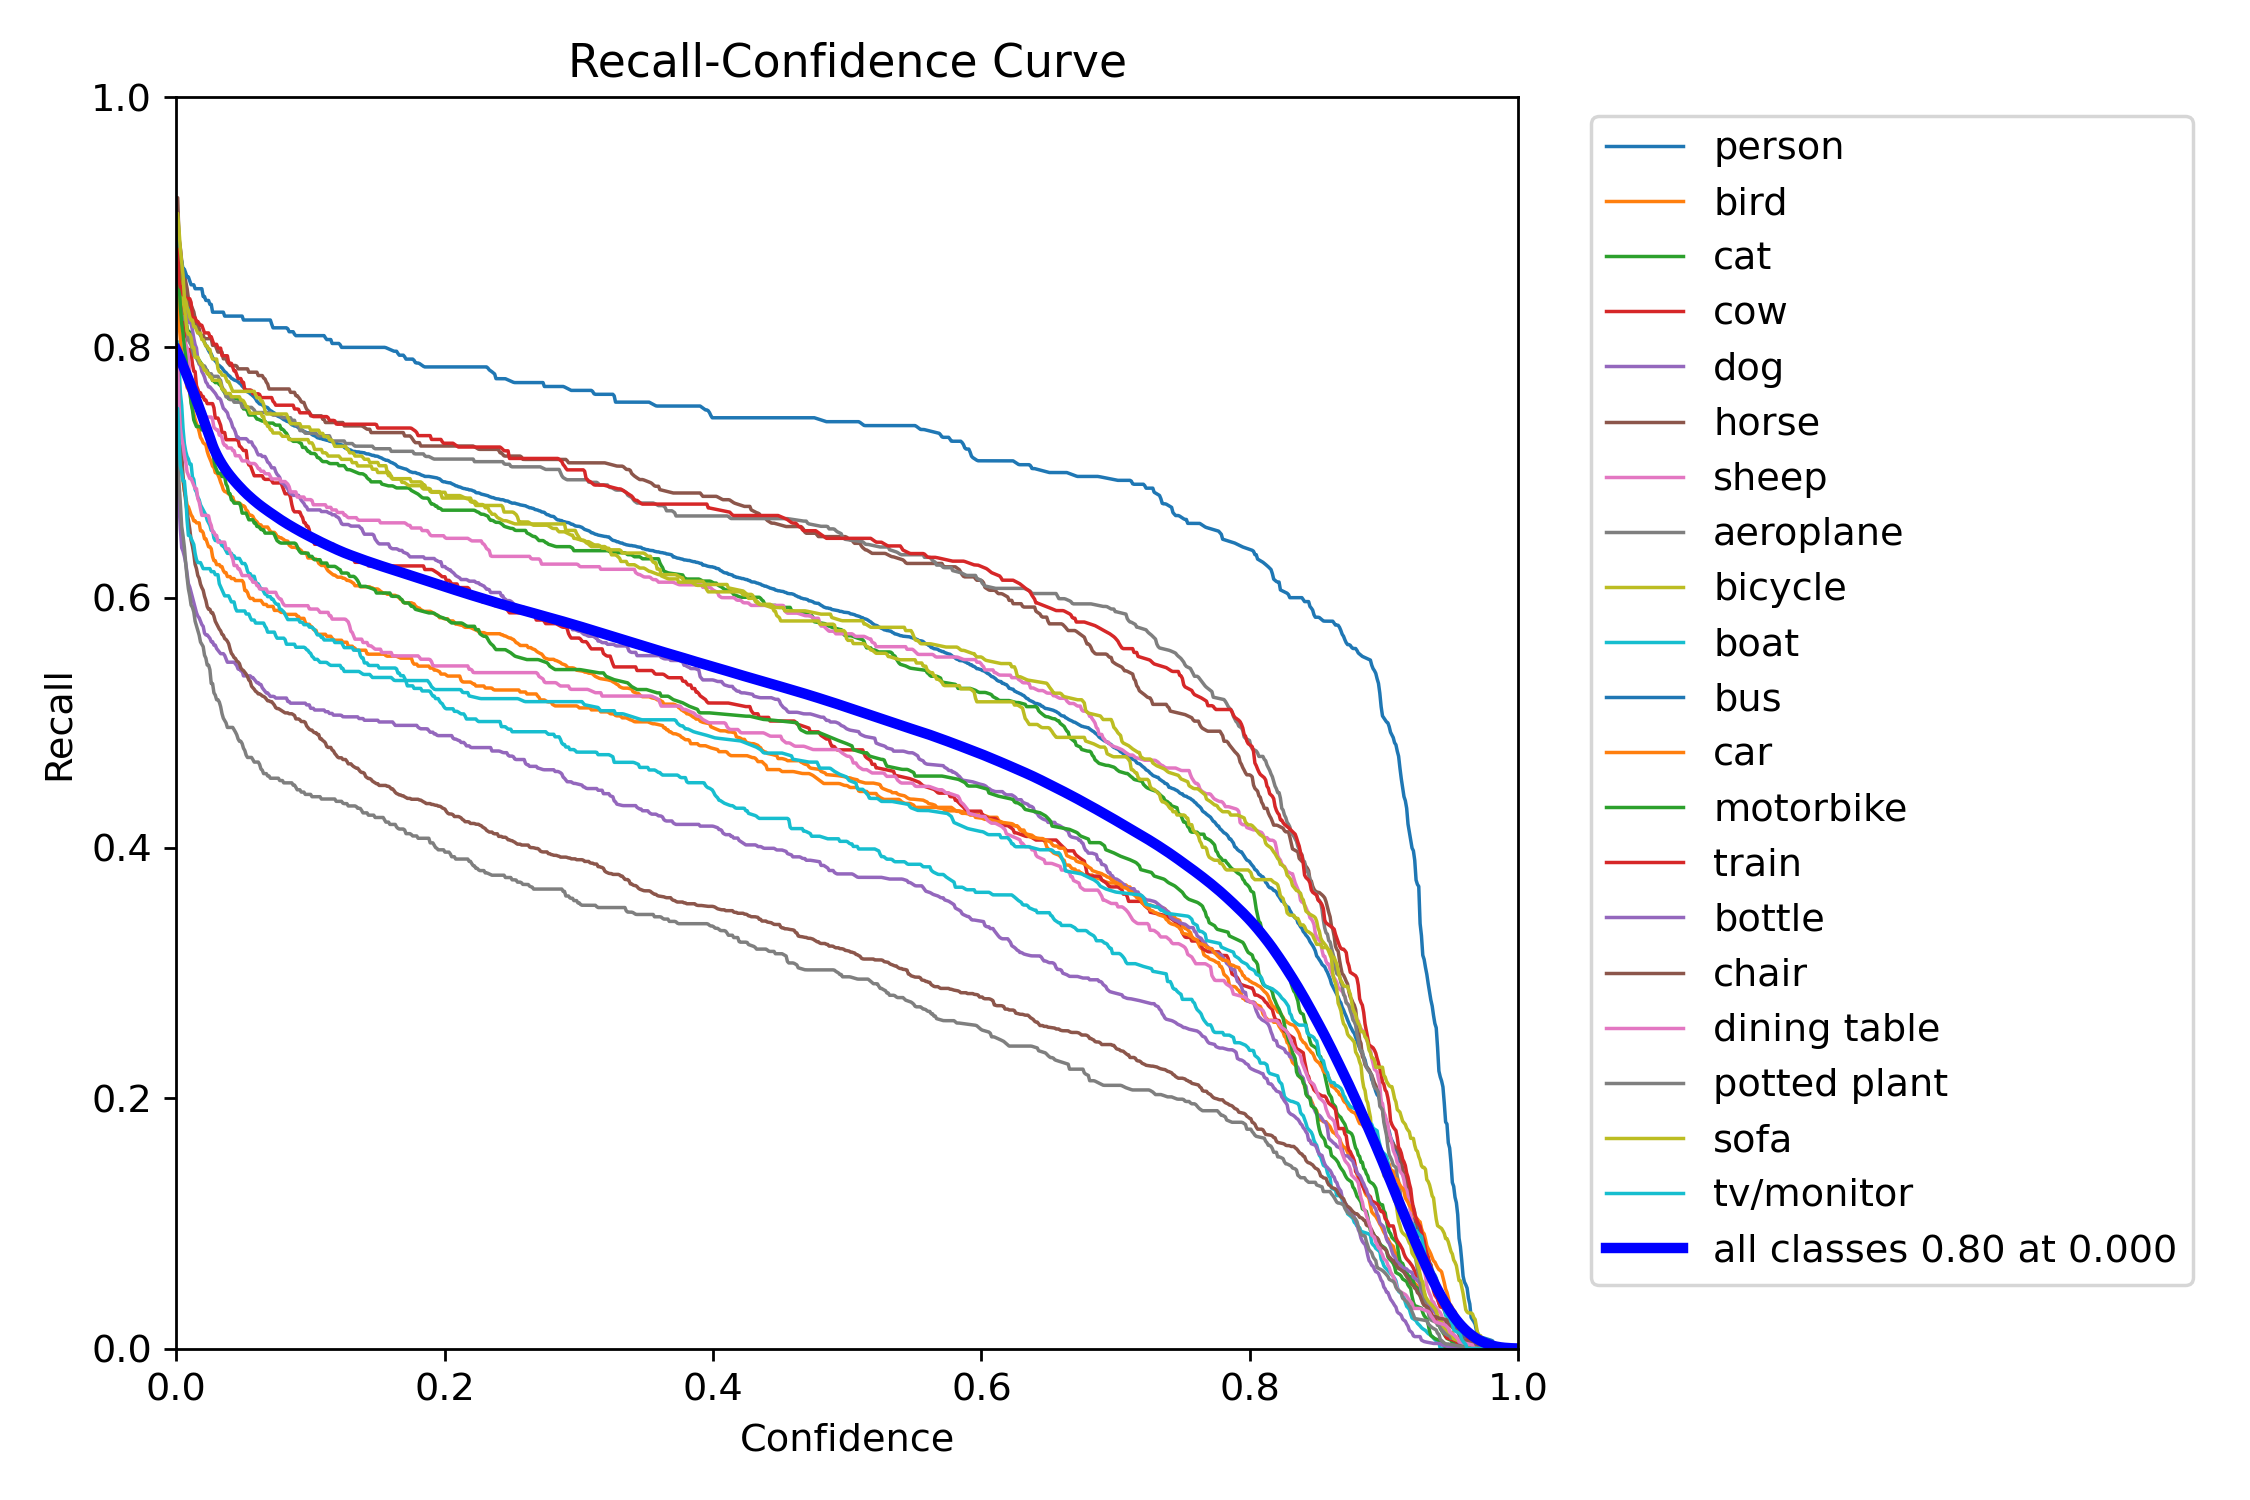 Recall-Confidence Curve
1.0
0.8
0.6
0.4
0.2
0.0
Recall
0.0 0.2 0.4 0.6 0.8 1.0
Confidence
person
bird
cat
cow
dog
horse
sheep
aeroplane
bicycle
boat
bus
car
motorbike
train
bottle
chair
dining table
potted plant
sofa
tv/monitor
all classes 0.80 at 0.000